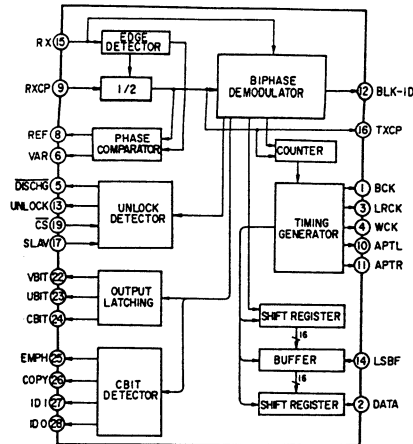 RX 15
EDGE DETECTOR
RXCP 9
1/2
BIPHASE DEMODULATOR
12 BLK-ID
REF 8
VAR 6
PHASE COMPARATOR
16 TXCP
COUNTER
DISCHG 5
UNLOCK 13
CS 19
SLAV 17
UNLOCK DETECTOR
TIMING GENERATOR
1 BCK
3 LRCK
4 WCK
10 APTL
11 APTR
VBIT 22
UBIT 23
CBIT 24
OUTPUT LATCHING
SHIFT REGISTER
16
BUFFER
14 LSBF
16
SHIFT REGISTER
2 DATA
EMPH 25
COPY 26
ID1 27
ID0 28
CBIT DETECTOR